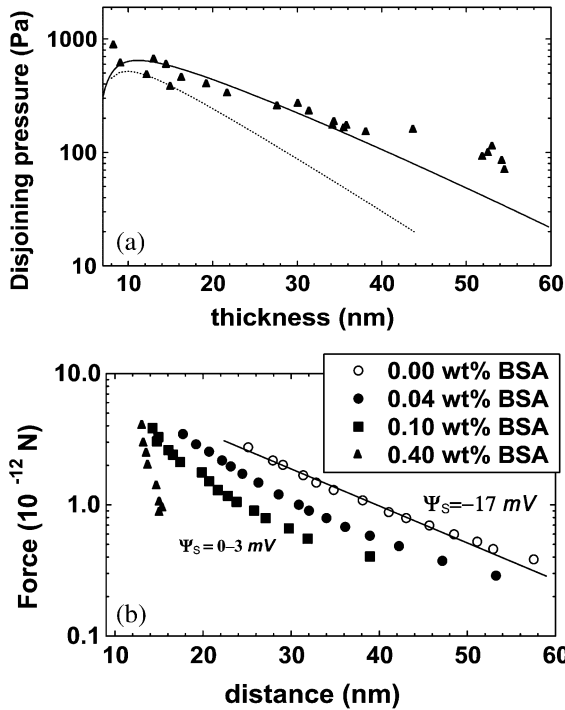 Disjoining pressure (Pa)
1000
100
10
(a)
10 20 30 40 50 60
thickness (nm)
Force (10 -12 N)
10.0
1.0
0.1
0.00 wt% BSA
0.04 wt% BSA
0.10 wt% BSA
0.40 wt% BSA
ΨS=−17 mV
ΨS = 0–3 mV
(b)
10 20 30 40 50 60
distance (nm)